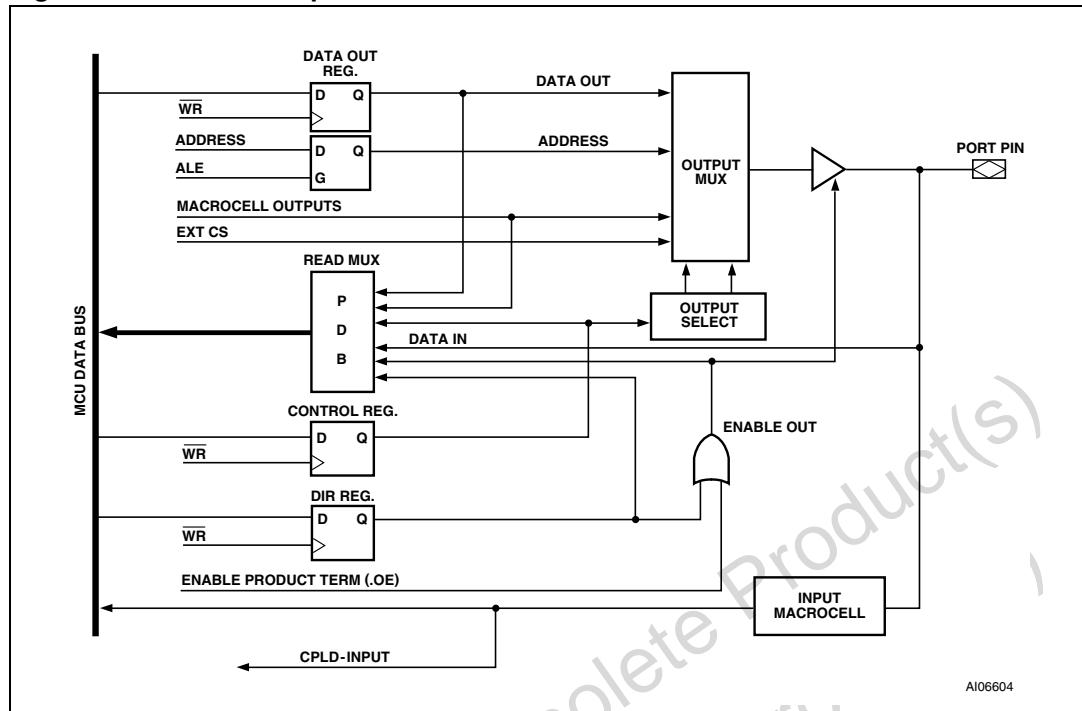 DATA OUT
REG.
D Q
WR
DATA OUT
ADDRESS
D Q
ADDRESS
ALE
G
OUTPUT
MUX
PORT PIN
MACROCELL OUTPUTS
EXT CS
READ MUX
P
D
B
OUTPUT
SELECT
DATA IN
MCU DATA BUS
CONTROL REG.
D Q
WR
ENABLE OUT
DIR REG.
D Q
WR
ENABLE PRODUCT TERM (.OE)
INPUT
MACROCELL
CPLD-INPUT
AI06604
olete Product(s)